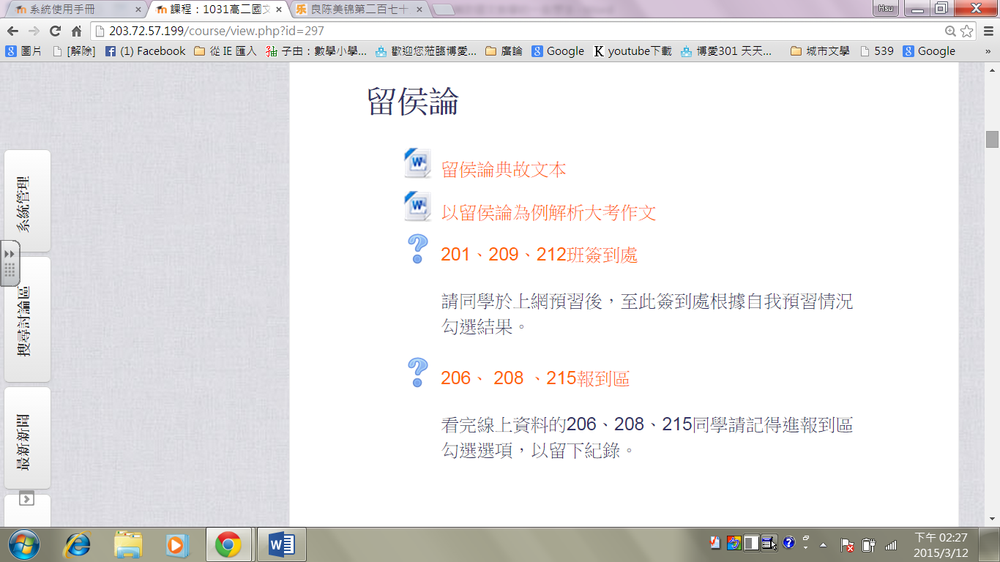 系統使用手冊
課程：1031高二國文
良陈美锦第二百七十
Hsu
203.72.57.199/course/view.php?id=297
圖片
[解除]
(1) Facebook
從 IE 匯入
子由：數學小學...
歡迎您蒞臨博愛...
廣論
Google
youtube下載
博愛301 天天...
城市文學
539
Google
»
留侯論
留侯論典故文本
以留侯論為例解析大考作文
201、209、212班簽到處
請同學於上網預習後，至此簽到處根據自我預習情況
勾選結果。
206、 208 、215報到區
看完線上資料的206、208、215同學請記得進報到區
勾選選項，以留下紀錄。
系統管理
搜尋討論區
最新新聞
下午 02:27
2015/3/12